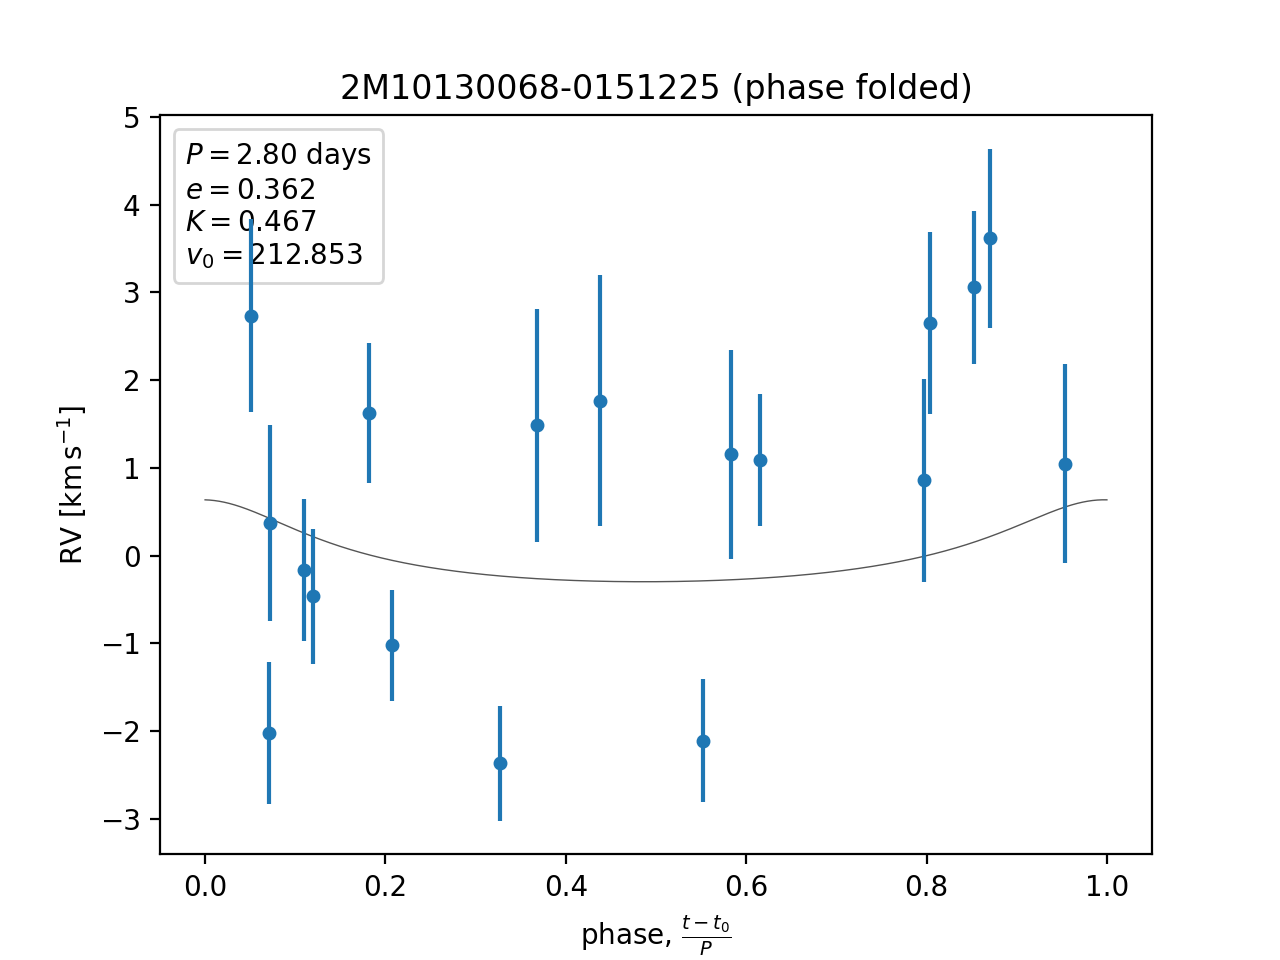 2M10130068-0151225 (phase folded)
P = 2.80 days
e = 0.362
K = 0.467
v₀ = 212.853
5
4
3
2
1
0
−1
−2
−3
RV [km s⁻¹]
0.0 0.2 0.4 0.6 0.8 1.0
phase, (t − t₀)/P